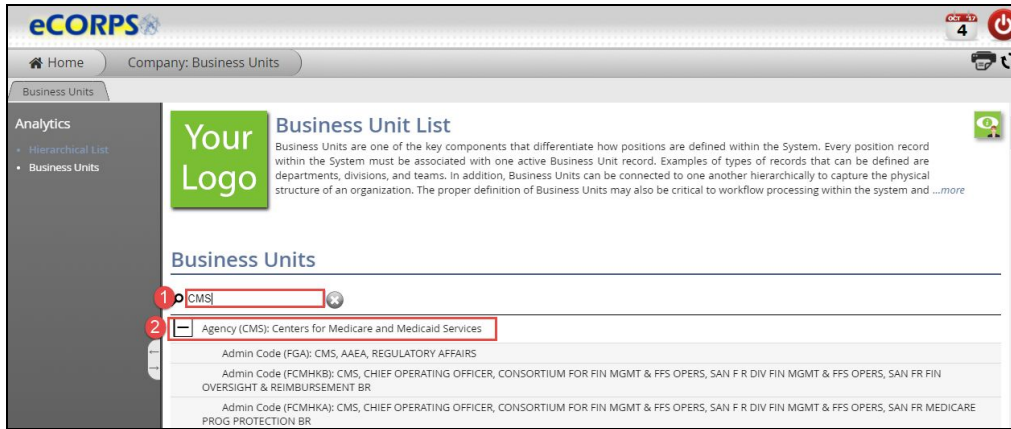 eCORPS
OCT '17
4
Home
Company: Business Units
Business Units
Analytics
Hierarchical List
Business Units
Your
Logo
Business Unit List
Business Units are one of the key components that differentiate how positions are defined within the System. Every position record
within the System must be associated with one active Business Unit record. Examples of types of records that can be defined are
departments, divisions, and teams. In addition, Business Units can be connected to one another hierarchically to capture the physical
structure of an organization. The proper definition of Business Units may also be critical to workflow processing within the system and ...more
Business Units
1 CMS
2 Agency (CMS): Centers for Medicare and Medicaid Services
Admin Code (FGA): CMS, AAEA, REGULATORY AFFAIRS
Admin Code (FCMHKB): CMS, CHIEF OPERATING OFFICER, CONSORTIUM FOR FIN MGMT & FFS OPERS, SAN F R DIV FIN MGMT & FFS OPERS, SAN FR FIN
OVERSIGHT & REIMBURSEMENT BR
Admin Code (FCMHKA): CMS, CHIEF OPERATING OFFICER, CONSORTIUM FOR FIN MGMT & FFS OPERS, SAN F R DIV FIN MGMT & FFS OPERS, SAN FR MEDICARE
PROG PROTECTION BR